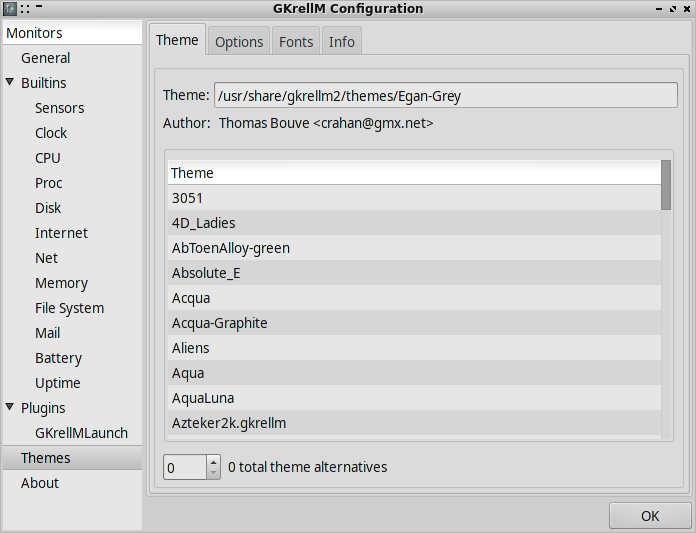 GKrellM Configuration
Monitors
General
Builtins
Sensors
Clock
CPU
Proc
Disk
Internet
Net
Memory
File System
Mail
Battery
Uptime
Plugins
GKrellMLaunch
Themes
About
Theme Options Fonts Info
Theme: /usr/share/gkrellm2/themes/Egan-Grey
Author: Thomas Bouve <crahan@gmx.net>
Theme
3051
4D_Ladies
AbToenAlloy-green
Absolute_E
Acqua
Acqua-Graphite
Aliens
Aqua
AquaLuna
Azteker2k.gkrellm
0 0 total theme alternatives
OK